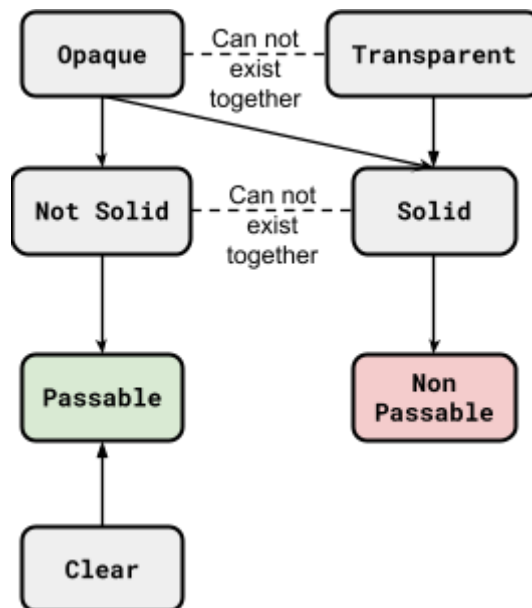 Opaque
Can not
exist
together
Transparent
Not Solid
Can not
exist
together
Solid
Passable
Non
Passable
Clear